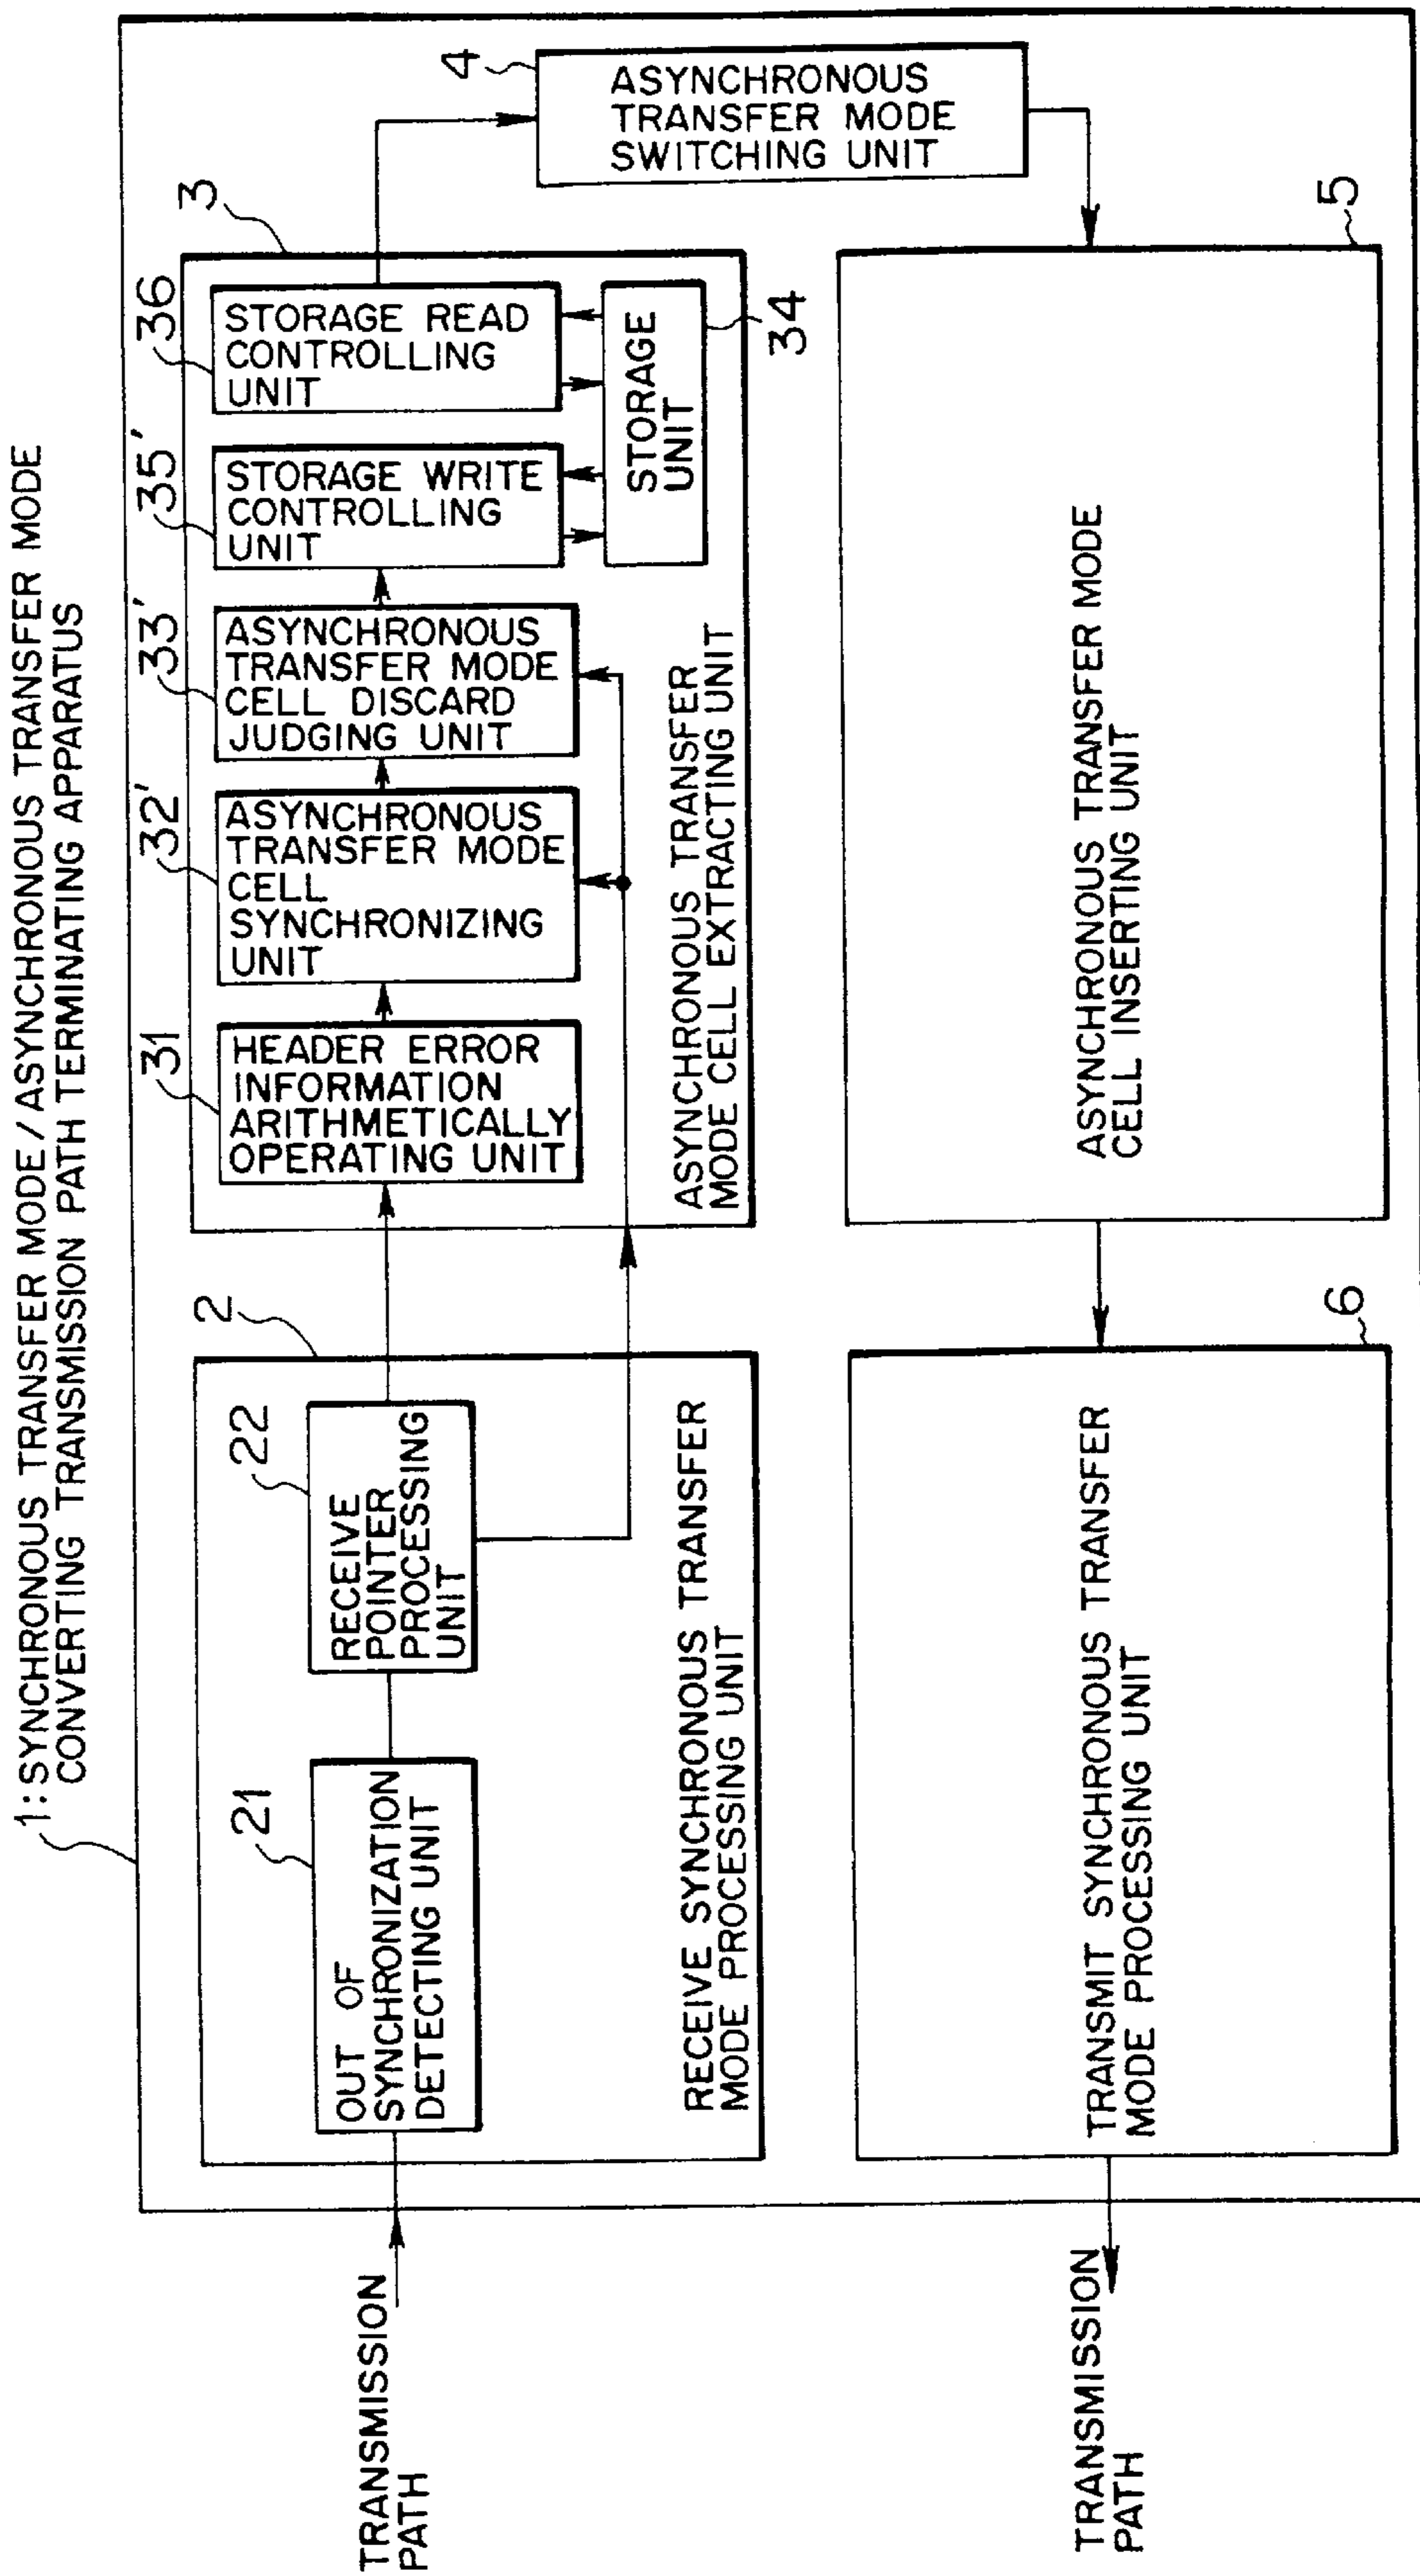 1: SYNCHRONOUS TRANSFER MODE / ASYNCHRONOUS TRANSFER MODE
CONVERTING TRANSMISSION PATH TERMINATING APPARATUS
TRANSMISSION
PATH
2
21
OUT OF
SYNCHRONIZATION
DETECTING UNIT
22
RECEIVE
POINTER
PROCESSING
UNIT
RECEIVE SYNCHRONOUS TRANSFER
MODE PROCESSING UNIT
3
31
HEADER ERROR
INFORMATION
ARITHMETICALLY
OPERATING UNIT
32'
ASYNCHRONOUS
TRANSFER MODE
CELL
SYNCHRONIZING
UNIT
33'
ASYNCHRONOUS
TRANSFER MODE
CELL DISCARD
JUDGING UNIT
35'
STORAGE WRITE
CONTROLLING
UNIT
36
STORAGE READ
CONTROLLING
UNIT
STORAGE
UNIT
34
ASYNCHRONOUS TRANSFER
MODE CELL EXTRACTING UNIT
4
ASYNCHRONOUS
TRANSFER MODE
SWITCHING UNIT
5
ASYNCHRONOUS TRANSFER MODE
CELL INSERTING UNIT
6
TRANSMIT SYNCHRONOUS TRANSFER
MODE PROCESSING UNIT
TRANSMISSION
PATH